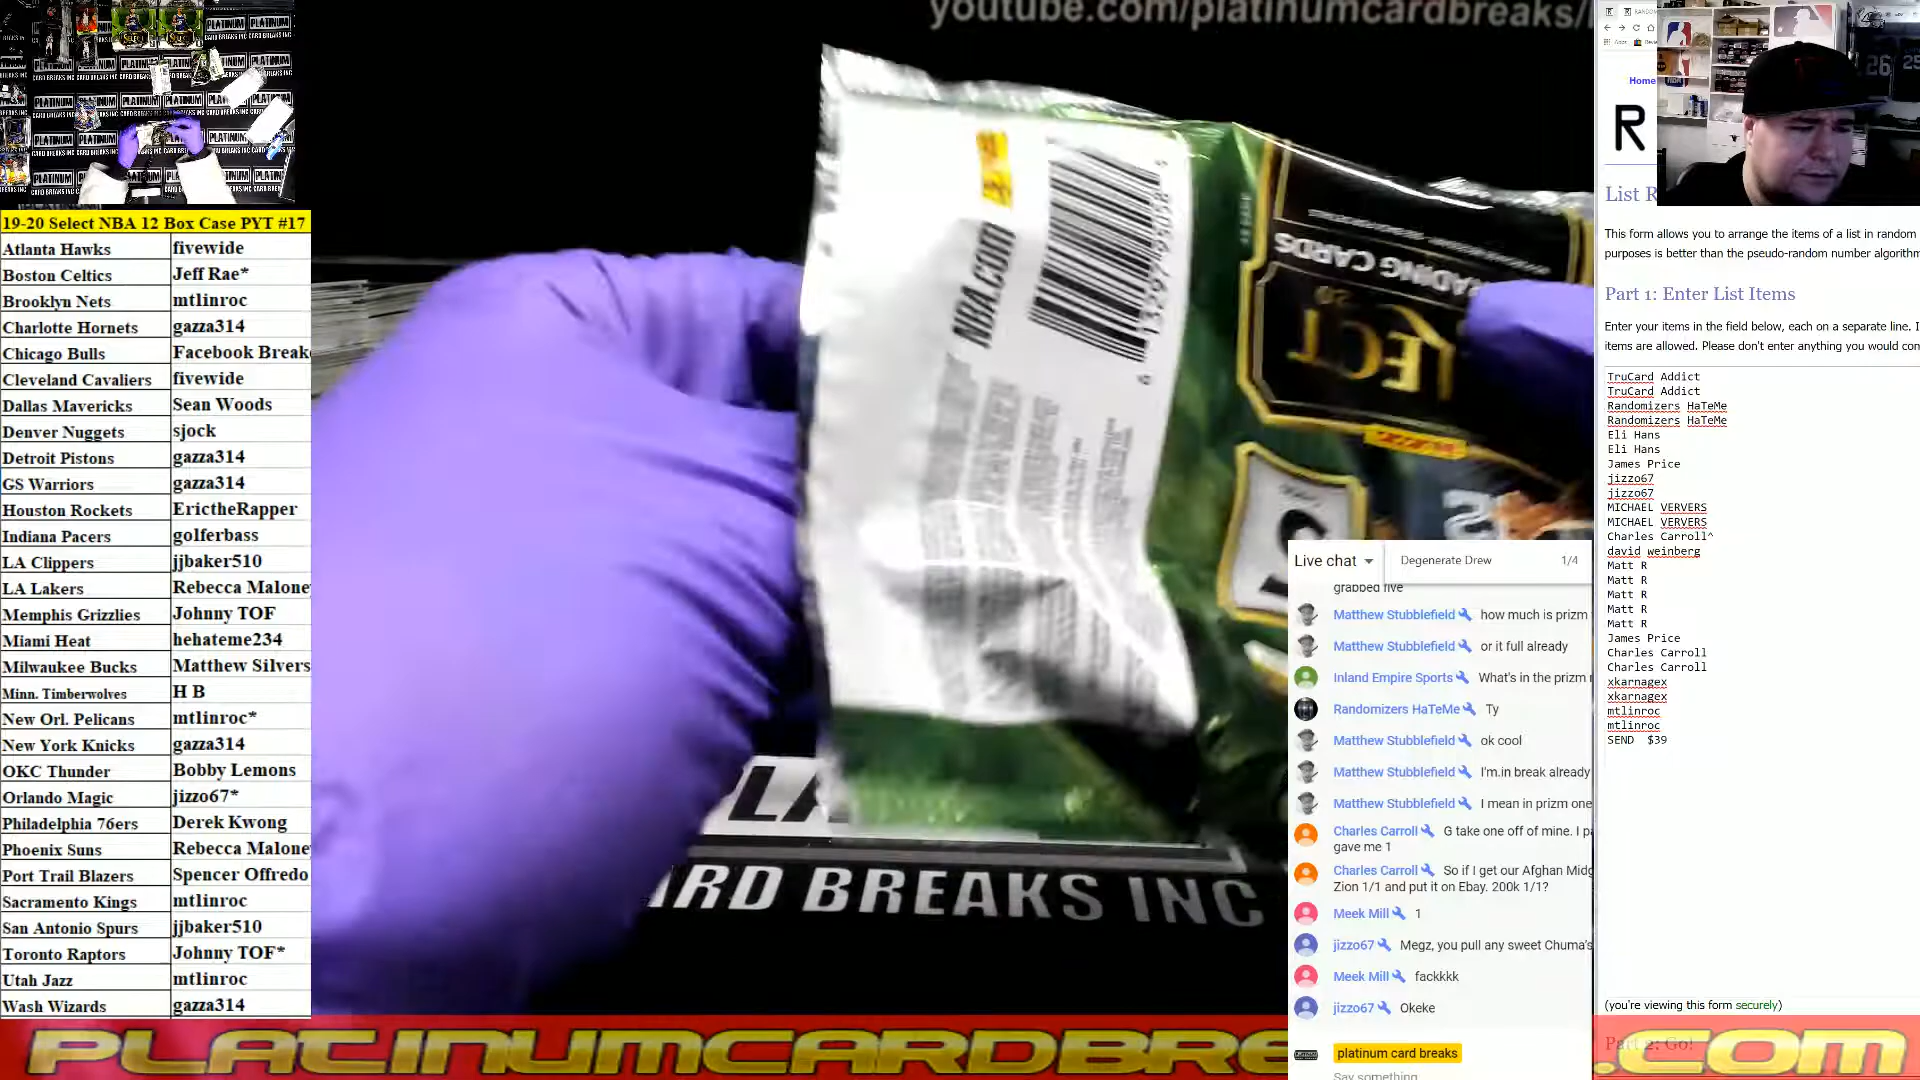 youtube.com/platinumcardbreaks/
19-20 Select NBA 12 Box Case PYT #17
Atlanta Hawks fivewide
Boston Celtics Jeff Rae*
Brooklyn Nets mtlinroc
Charlotte Hornets gazza314
Chicago Bulls Facebook Break
Cleveland Cavaliers fivewide
Dallas Mavericks Sean Woods
Denver Nuggets sjock
Detroit Pistons gazza314
GS Warriors gazza314
Houston Rockets ErictheRapper
Indiana Pacers golferbass
LA Clippers jjbaker510
LA Lakers Rebecca Maloney
Memphis Grizzlies Johnny TOF
Miami Heat hehateme234
Milwaukee Bucks Matthew Silvers
Minn. Timberwolves H B
New Orl. Pelicans mtlinroc*
New York Knicks gazza314
OKC Thunder Bobby Lemons
Orlando Magic jizzo67*
Philadelphia 76ers Derek Kwong
Phoenix Suns Rebecca Maloney
Port Trail Blazers Spencer Offredo
Sacramento Kings mtlinroc
San Antonio Spurs jjbaker510
Toronto Raptors Johnny TOF*
Utah Jazz mtlinroc
Wash Wizards gazza314
NBA.COM
TRADING CARDS
ARD BREAKS INC
Live chat Degenerate Drew 1/4
grabbed five
Matthew Stubblefield how much is prizm
Matthew Stubblefield or it full already
Inland Empire Sports What's in the prizm
Randomizers HaTeMe Ty
Matthew Stubblefield ok cool
Matthew Stubblefield I'm.in break already
Matthew Stubblefield I mean in prizm one
Charles Carroll G take one off of mine. I pa
gave me 1
Charles Carroll So if I get our Afghan Midg
Zion 1/1 and put it on Ebay. 200k 1/1?
Meek Mill 1
jizzo67 Megz, you pull any sweet Chuma's
Meek Mill fackkkk
jizzo67 Okeke
platinum card breaks
Say something
Home
R
List R
This form allows you to arrange the items of a list in random
purposes is better than the pseudo-random number algorithm
Part 1: Enter List Items
Enter your items in the field below, each on a separate line. I
items are allowed. Please don't enter anything you would con
TruCard Addict
TruCard Addict
Randomizers HaTeMe
Randomizers HaTeMe
Eli Hans
Eli Hans
James Price
jizzo67
jizzo67
MICHAEL VERVERS
MICHAEL VERVERS
Charles Carroll^
david weinberg
Matt R
Matt R
Matt R
Matt R
Matt R
James Price
Charles Carroll
Charles Carroll
xkarnagex
xkarnagex
mtlinroc
mtlinroc
SEND $39
(you're viewing this form securely)
Part 2: Go!
PLATINUMCARDBRE
.COM